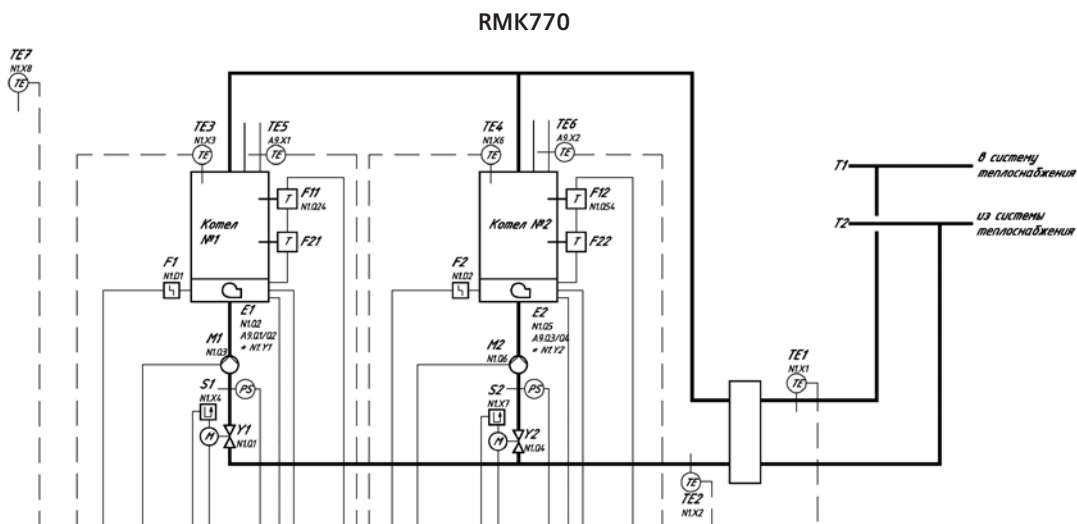 RMK770
TE7
N1.X8
TE
TE3
N1.X3
TE
TE5
A9.X1
TE
TE4
N1.X6
TE
TE6
A9.X2
TE
Котел
№1
T
F11
N1.Q24
T
F21
Котел №2
T
F12
N1.Q54
T
F22
T1
в систему
теплоснабжения
T2
из системы
теплоснабжения
F1
N1.D1
F2
N1.D2
E1
N1.Q2
A9.Q1/Q2
* N1.Y1
E2
N1.Q5
A9.Q3/Q4
* N1.Y2
M1
N1.Q3
M2
N1.Q6
TE1
N1.X1
TE
S1
N1.X4
PS
S2
N1.X7
PS
M
Y1
N1.Q1
M
Y2
N1.Q4
TE
TE2
N1.X2